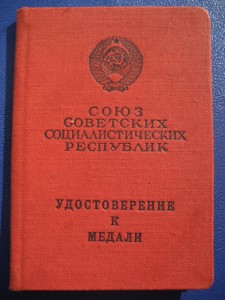 СОЮЗ
СОВЕТСКИХ
СОЦИАЛИСТИЧЕСКИХ
РЕСПУБЛИК
УДОСТОВЕРЕНИЕ
К
МЕДАЛИ